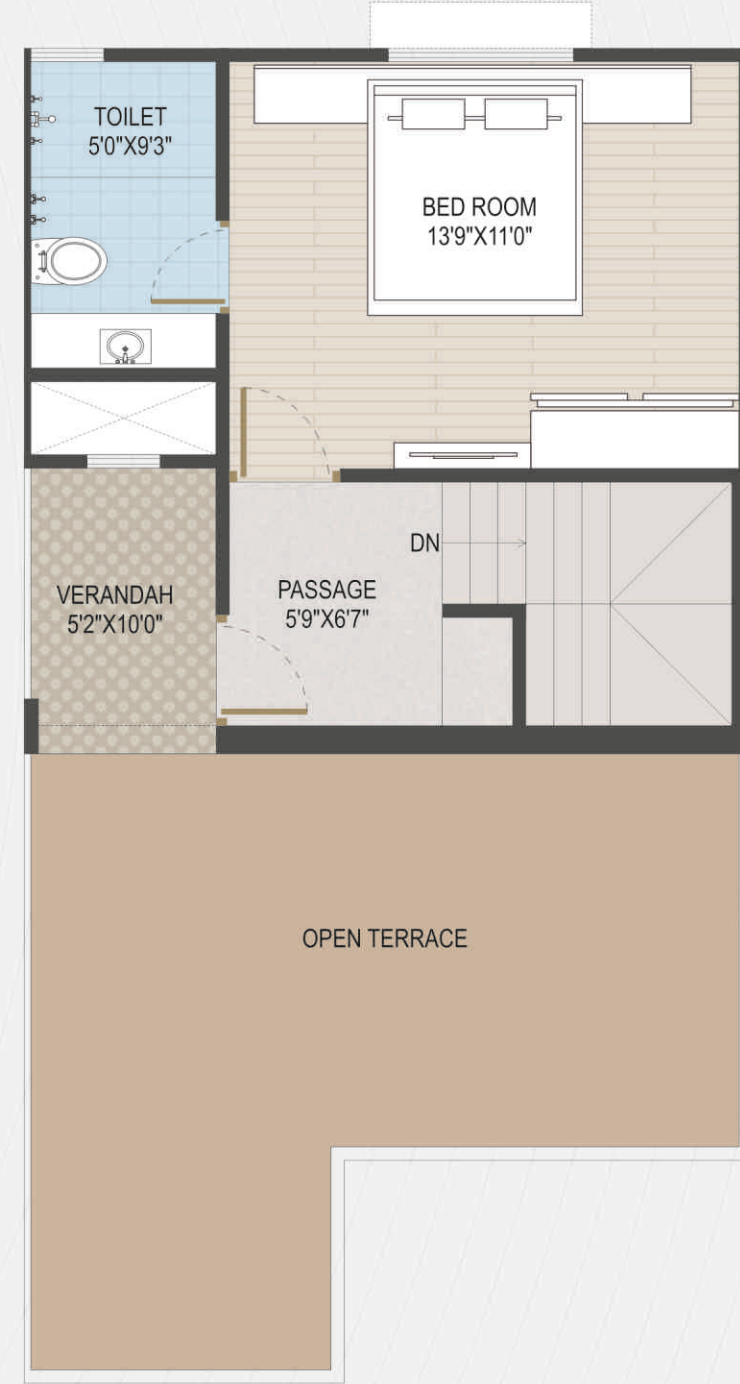 TOILET
5'0"X9'3"
BED ROOM
13'9"X11'0"
DN
VERANDAH
5'2"X10'0"
PASSAGE
5'9"X6'7"
OPEN TERRACE